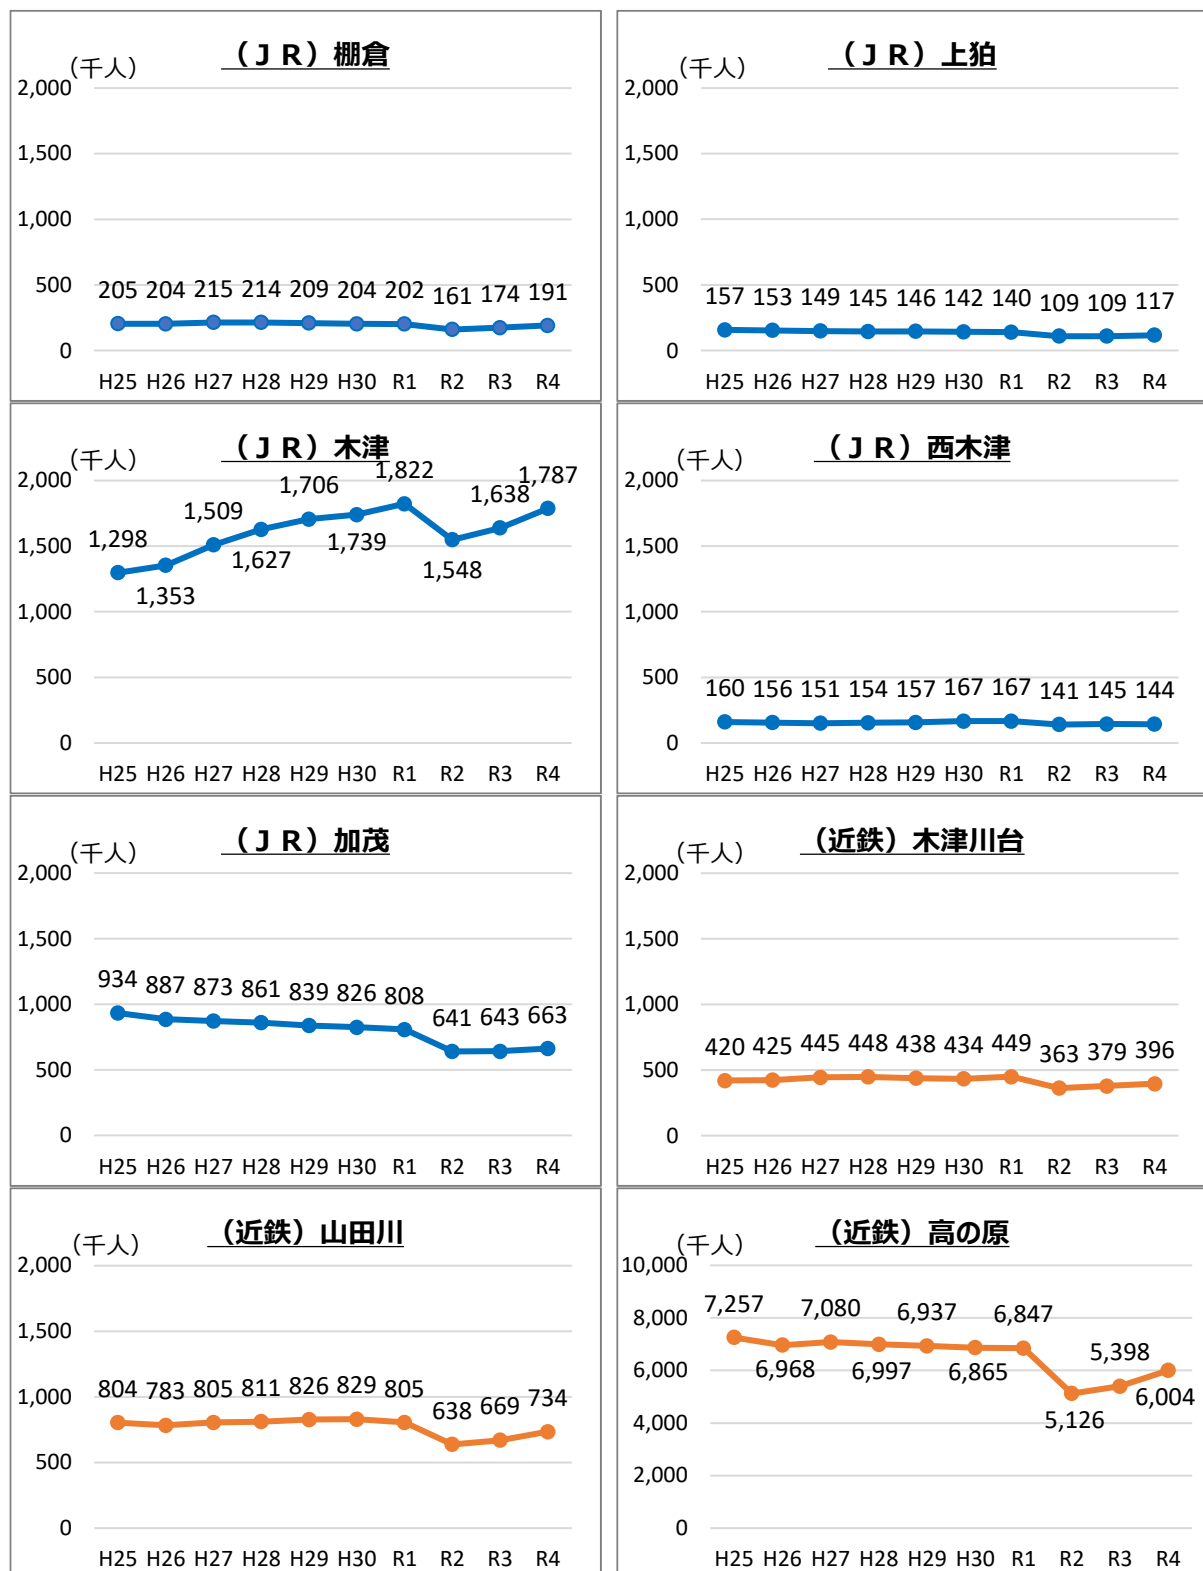 （ＪＲ）棚倉
（千人）
2,000
1,500
1,000
500
0
205 204 215 214 209 204 202 161 174 191
H25 H26 H27 H28 H29 H30 R1 R2 R3 R4
（ＪＲ）上狛
（千人）
2,000
1,500
1,000
500
0
157 153 149 145 146 142 140 109 109 117
H25 H26 H27 H28 H29 H30 R1 R2 R3 R4
（ＪＲ）木津
（千人）
2,000
1,500
1,000
500
0
1,298 1,353 1,509 1,627 1,706 1,739 1,822 1,548 1,638 1,787
H25 H26 H27 H28 H29 H30 R1 R2 R3 R4
（ＪＲ）西木津
（千人）
2,000
1,500
1,000
500
0
160 156 151 154 157 167 167 141 145 144
H25 H26 H27 H28 H29 H30 R1 R2 R3 R4
（ＪＲ）加茂
（千人）
2,000
1,500
1,000
500
0
934 887 873 861 839 826 808 641 643 663
H25 H26 H27 H28 H29 H30 R1 R2 R3 R4
（近鉄）木津川台
（千人）
2,000
1,500
1,000
500
0
420 425 445 448 438 434 449 363 379 396
H25 H26 H27 H28 H29 H30 R1 R2 R3 R4
（近鉄）山田川
（千人）
2,000
1,500
1,000
500
0
804 783 805 811 826 829 805 638 669 734
H25 H26 H27 H28 H29 H30 R1 R2 R3 R4
（近鉄）高の原
（千人）
10,000
8,000
6,000
4,000
2,000
0
7,257 6,968 7,080 6,997 6,937 6,865 6,847 5,126 5,398 6,004
H25 H26 H27 H28 H29 H30 R1 R2 R3 R4